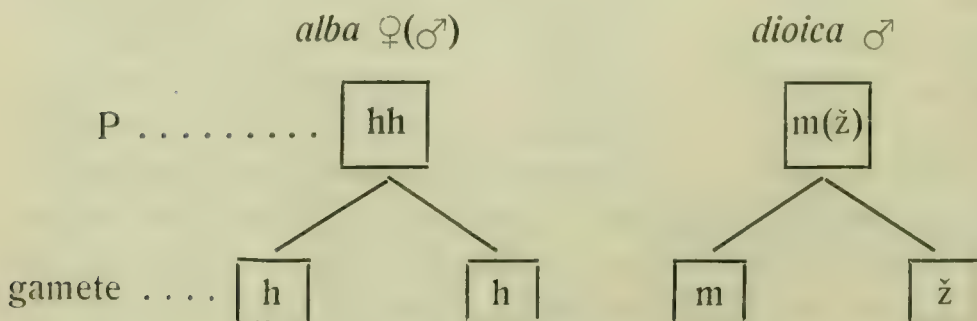 alba ♀(♂) dioica ♂
P ......... hh m(ž)
gamete .... h h m ž